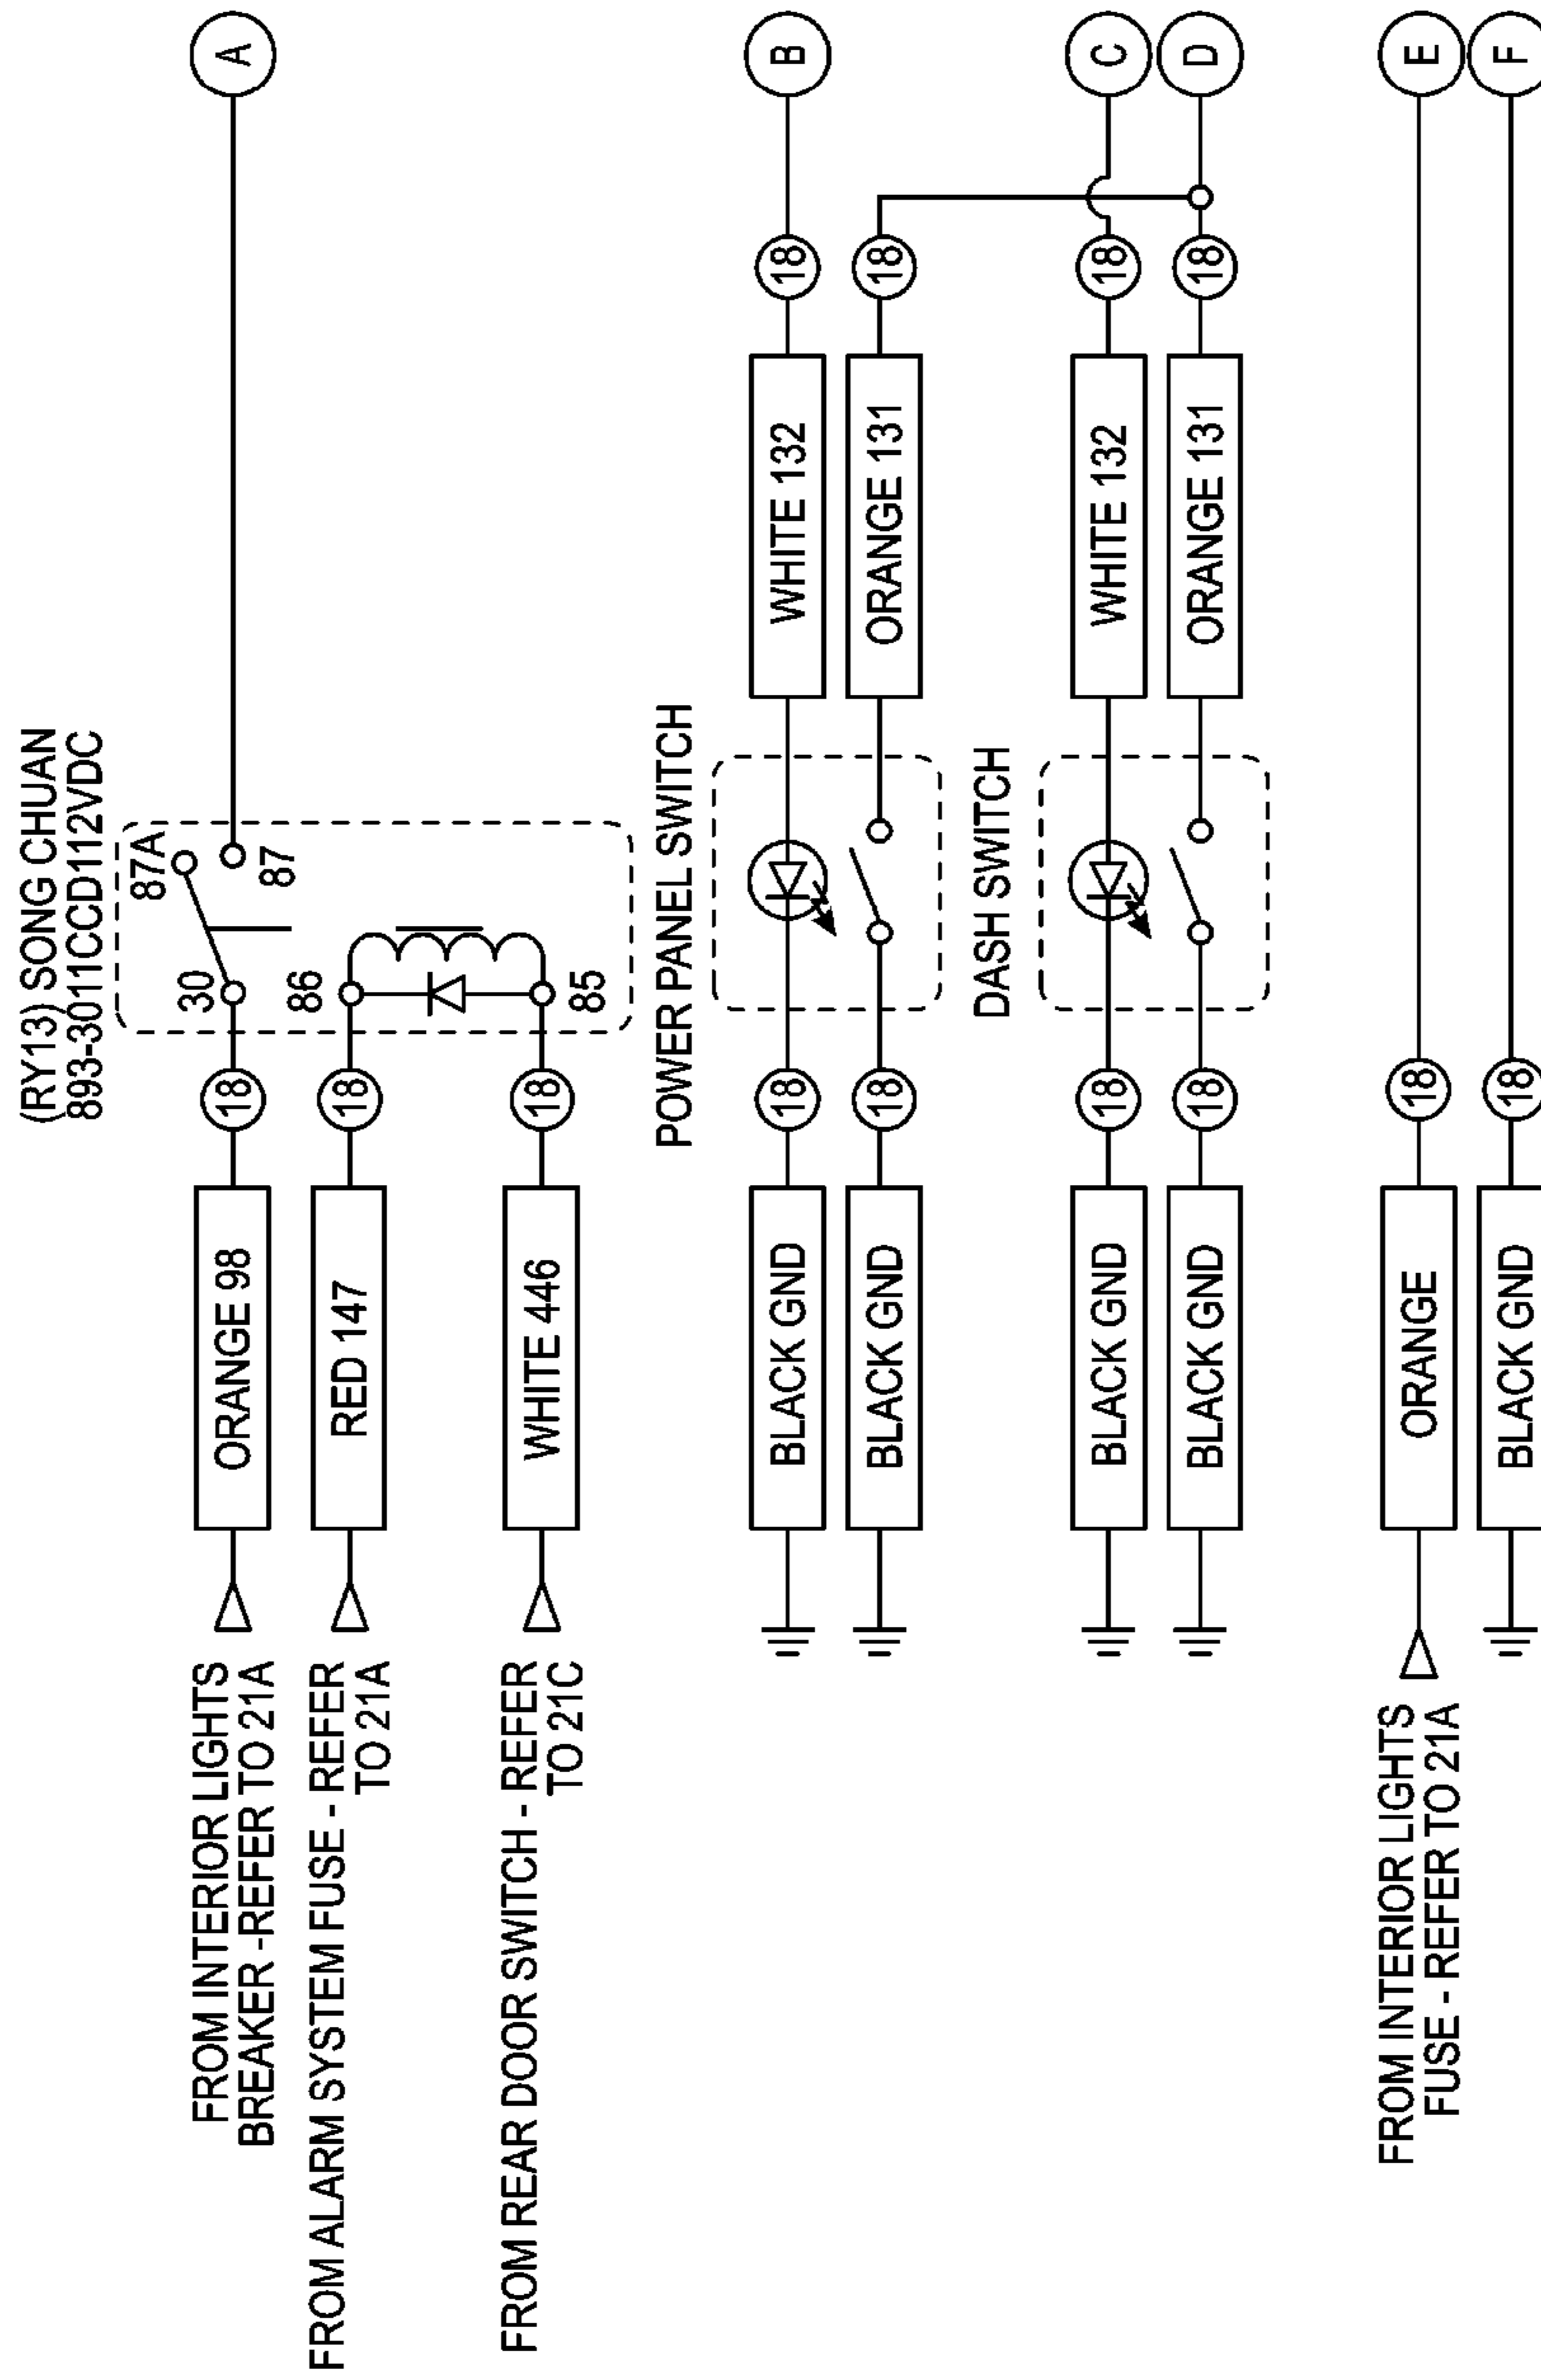 (RY13) SONG CHUAN
893-3011CCD112VDC
87A
30
87
86
85
FROM INTERIOR LIGHTS
BREAKER -REFER TO 21A
ORANGE 98
18
A
FROM ALARM SYSTEM FUSE - REFER
TO 21A
RED 147
18
FROM REAR DOOR SWITCH - REFER
TO 21C
WHITE 446
18
POWER PANEL SWITCH
BLACK GND
18
WHITE 132
18
B
BLACK GND
18
ORANGE 131
18
DASH SWITCH
BLACK GND
18
WHITE 132
18
C
BLACK GND
18
ORANGE 131
18
D
FROM INTERIOR LIGHTS
FUSE - REFER TO 21A
ORANGE
18
E
BLACK GND
18
F